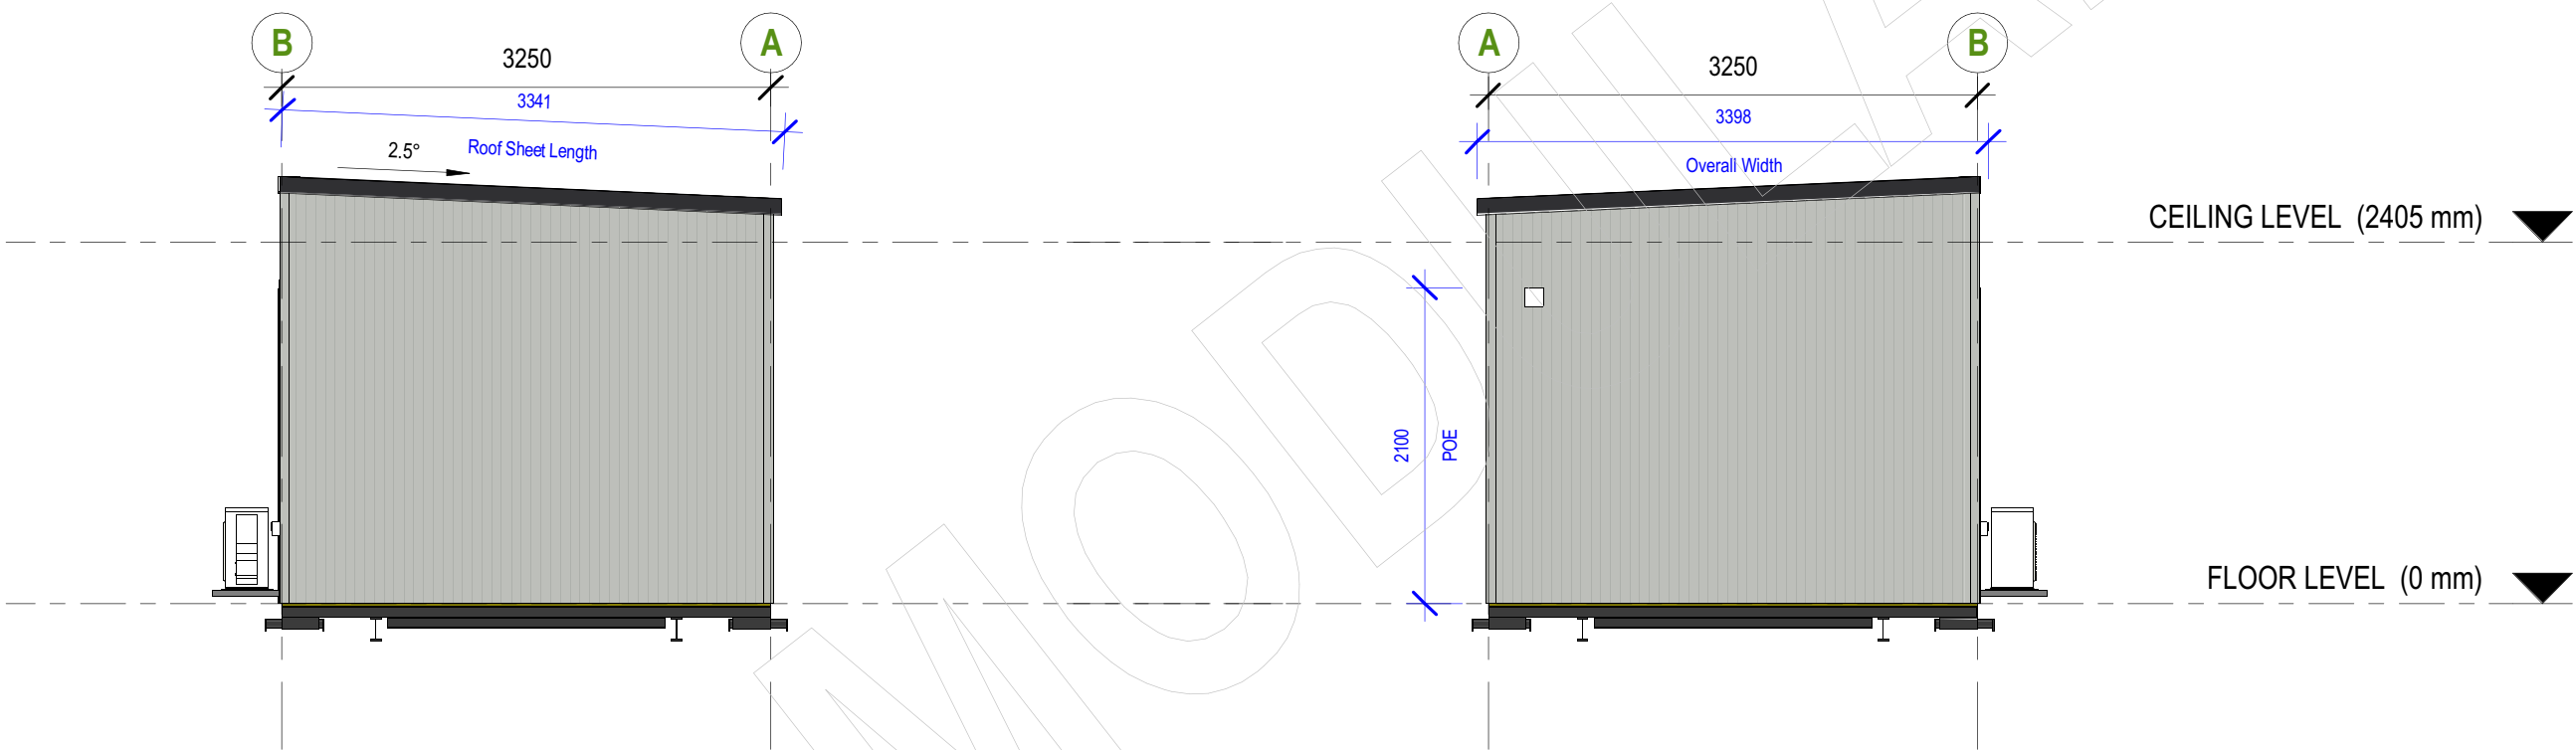 B
A
3250
3341
Roof Sheet Length
2.5°
A
B
3250
3398
Overall Width
CEILING LEVEL (2405 mm)
2100
POE
FLOOR LEVEL (0 mm)